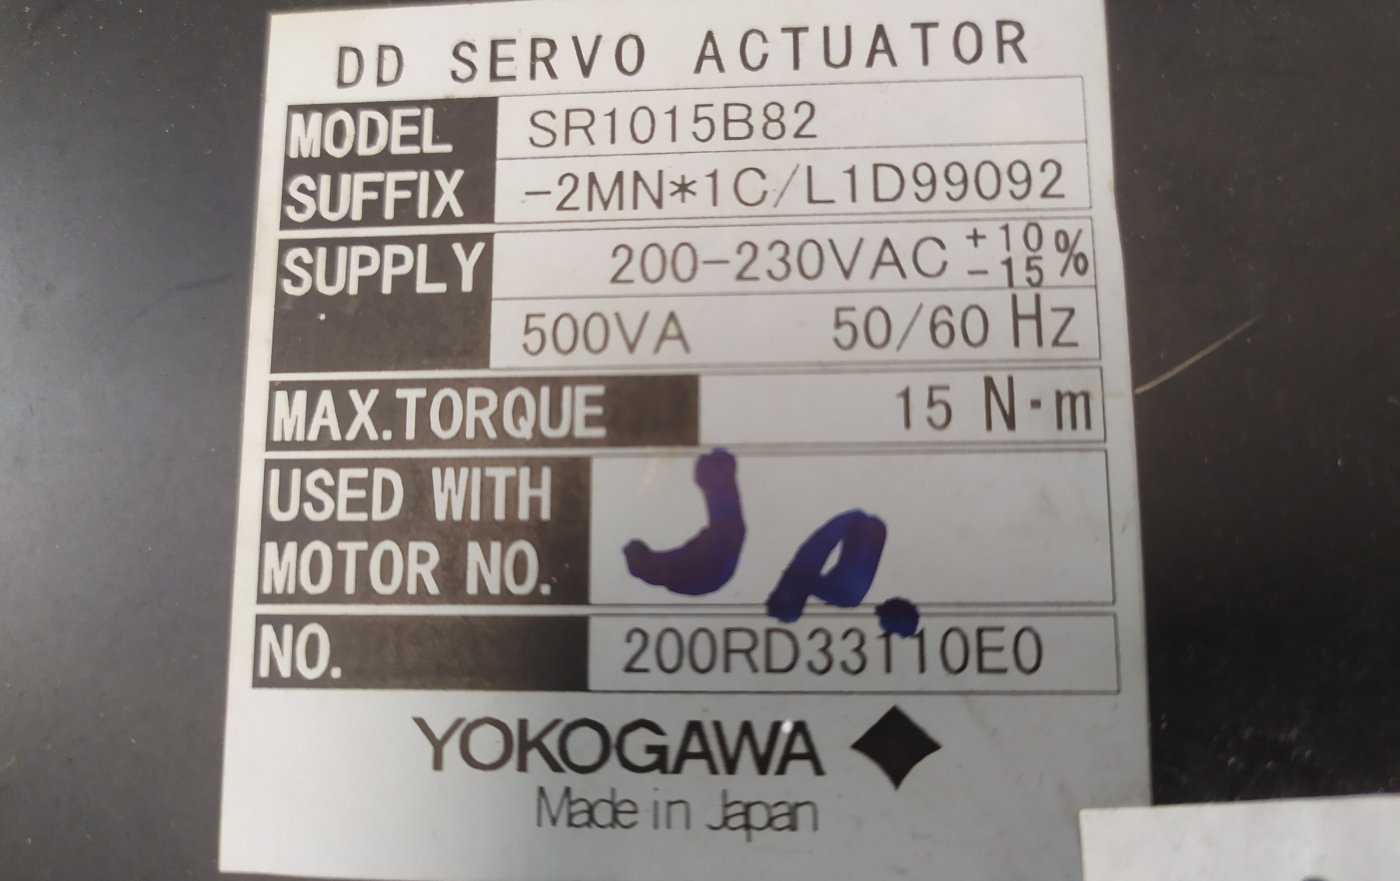 DD SERVO ACTUATOR
MODEL SR1015B82
SUFFIX -2MN*1C/L1D99092
SUPPLY 200-230VAC +10 -15 %
500VA 50/60 Hz
MAX.TORQUE 15 N·m
USED WITH
MOTOR NO.
NO. 200RD33110E0
YOKOGAWA
Made in Japan